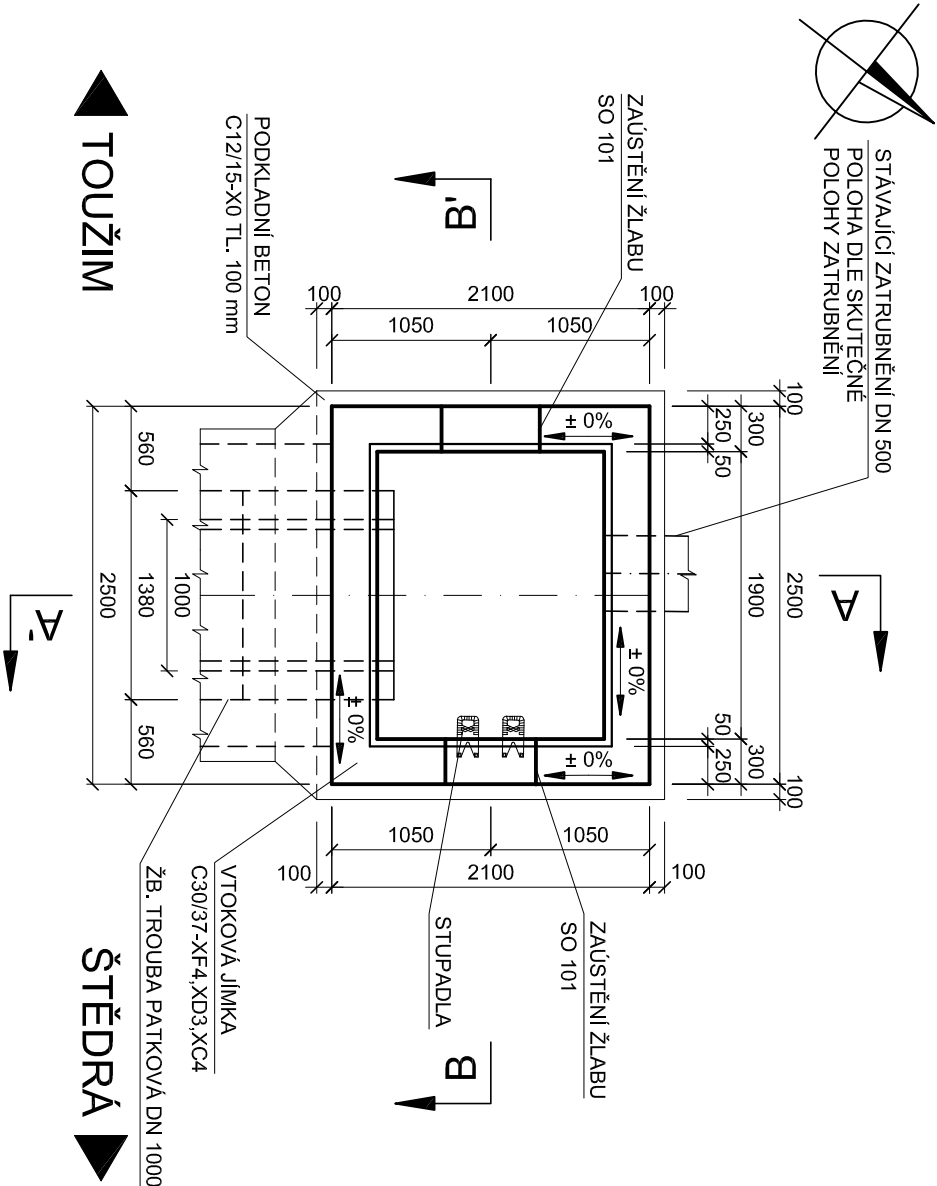 STÁVAJÍCÍ ZATRUBNĚNÍ DN 500
POLOHA DLE SKUTEČNÉ
POLOHY ZATRUBNĚNÍ
ZAÚSTĚNÍ ŽLABU
SO 101
PODKLADNÍ BETON
C12/15-X0 TL. 100 mm
TOUŽIM
B'
100
2100
100
1050
1050
100
300
250
50
1900
2500
50
300
250
100
A
± 0%
± 0%
± 0%
± 0%
560
1000
1380
2500
560
A'
1050
1050
100
2100
100
ZAÚSTĚNÍ ŽLABU
SO 101
STUPADLA
VTOKOVÁ JÍMKA
C30/37-XF4,XD3,XC4
ŽB. TROUBA PATKOVÁ DN 1000
B
ŠTĚDRÁ